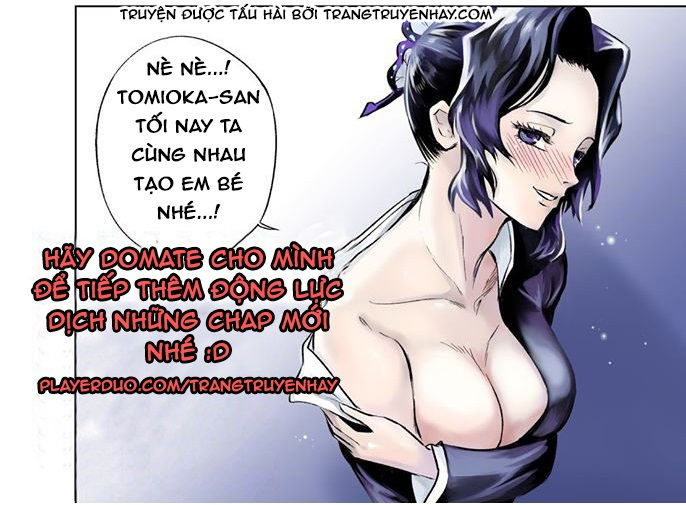 TRUYỆN ĐƯỢC TẤU HÀI BỞI TRANGTRUYENHAY.COM
NÈ NÈ...!
TOMIOKA-SAN
TỐI NAY TA
CÙNG NHAU
TẠO EM BÉ
NHÉ...!
HÃY DOMATE CHO MÌNH
ĐỂ TIẾP THÊM ĐỘNG LỰC
DỊCH NHỮNG CHAP MỚI
NHÉ :D
PLAYERDUO.COM/TRANGTRUYENHAY